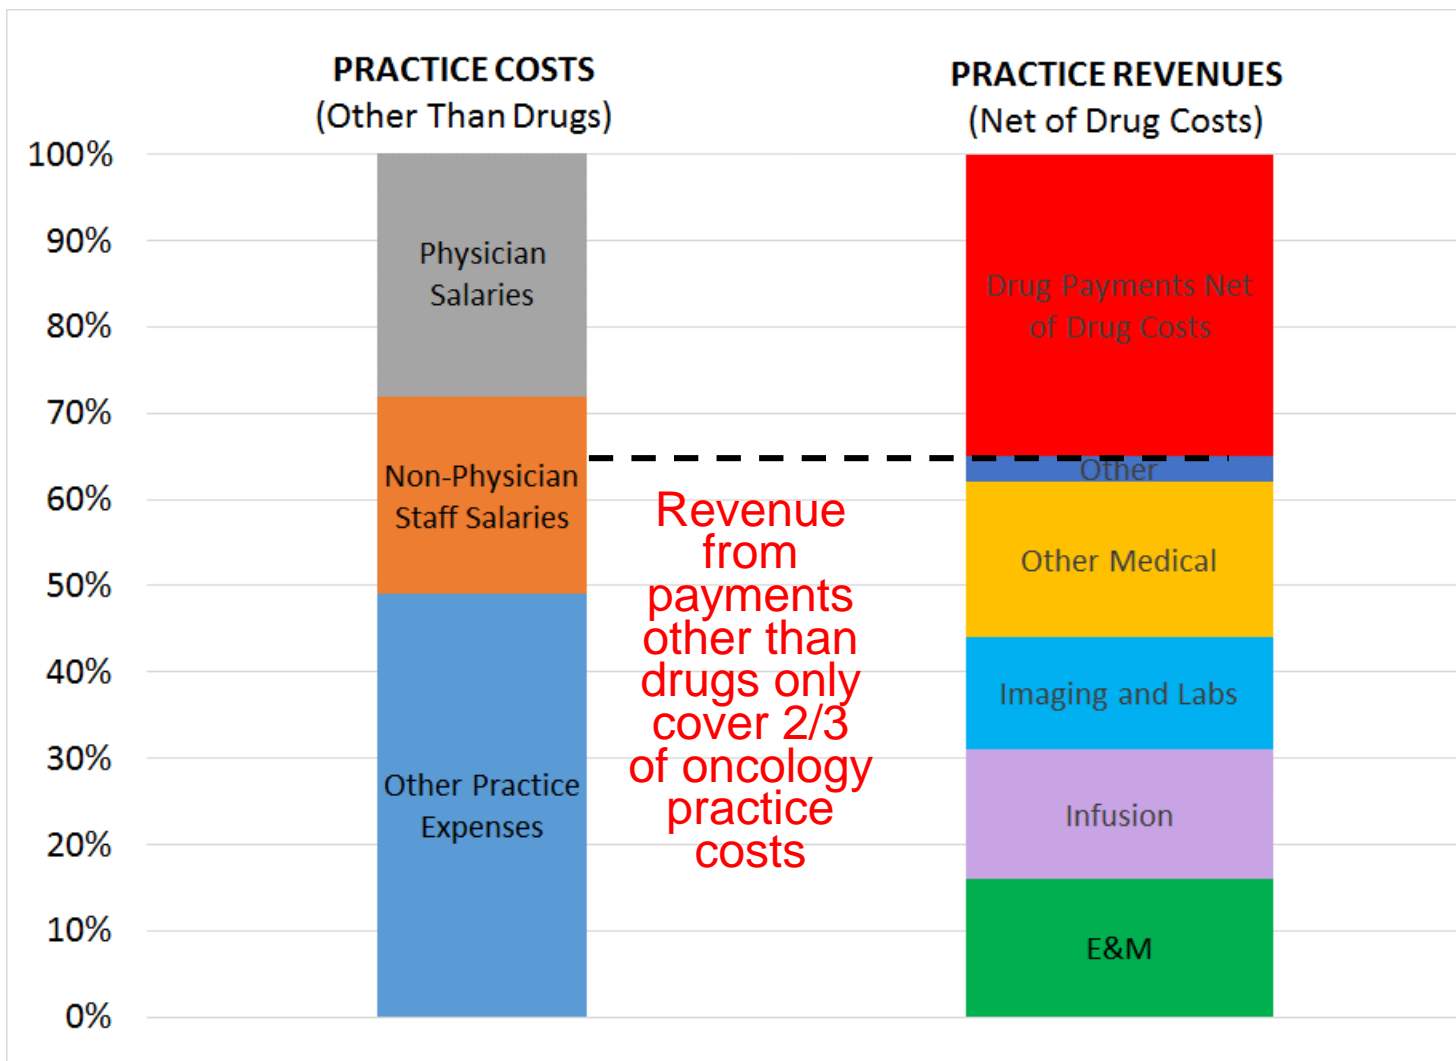 PRACTICE COSTS
(Other Than Drugs)
PRACTICE REVENUES
(Net of Drug Costs)
100%
90%
80%
70%
60%
50%
40%
30%
20%
10%
0%
Physician
Salaries
Non-Physician
Staff Salaries
Other Practice
Expenses
Revenue
from
payments
other than
drugs only
cover 2/3
of oncology
practice
costs
Drug Payments Net
of Drug Costs
Other
Other Medical
Imaging and Labs
Infusion
E&M